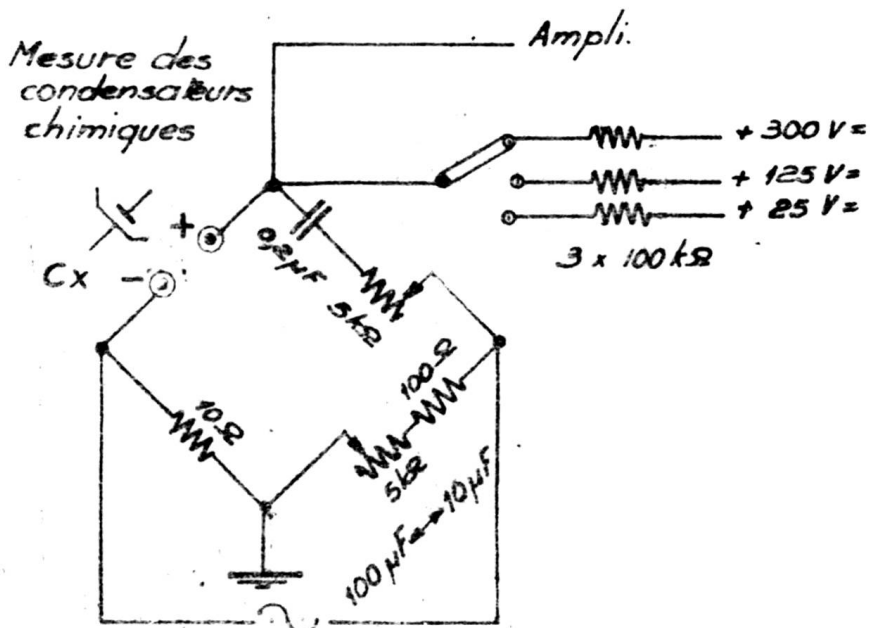 Ampli.
Mesure des
condensateurs
chimiques
+ 300 V =
+ 125 V =
+ 25 V =
3 x 100 kΩ
+
Cx -
0,2 µF
5 kΩ
10 Ω
100 Ω
5 kΩ
100 µF ↔ 10 µF